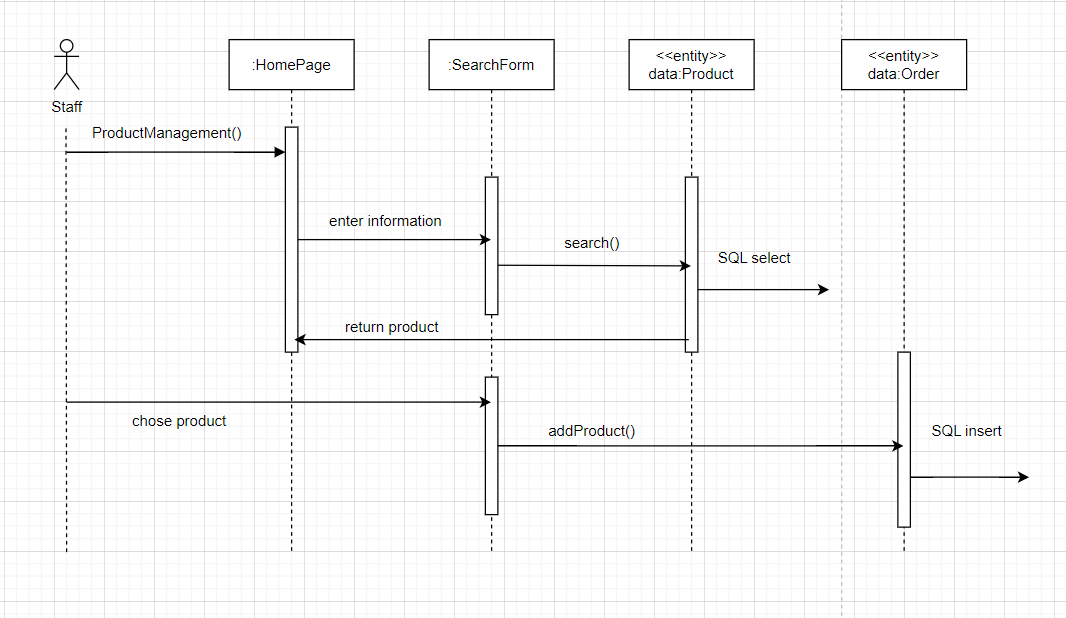 Staff
:HomePage
:SearchForm
<<entity>>
data:Product
<<entity>>
data:Order
ProductManagement()
enter information
search()
SQL select
return product
chose product
addProduct()
SQL insert